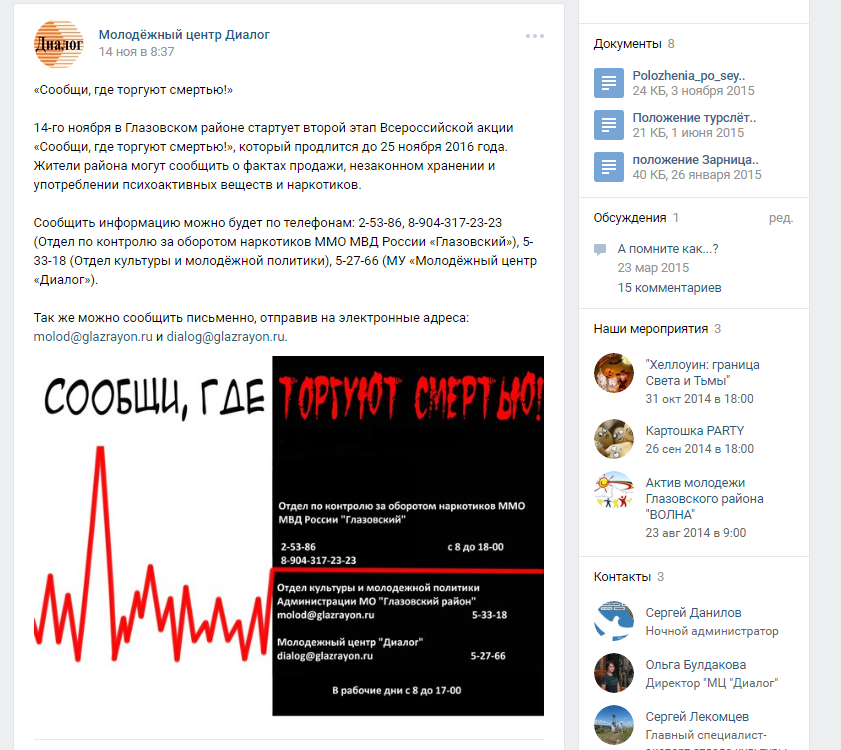 Диалог
Молодёжный центр Диалог
14 ноя в 8:37
«Сообщи, где торгуют смертью!»
14-го ноября в Глазовском районе стартует второй этап Всероссийской акции
«Сообщи, где торгуют смертью!», который продлится до 25 ноября 2016 года.
Жители района могут сообщить о фактах продажи, незаконном хранении и
употреблении психоактивных веществ и наркотиков.
Сообщить информацию можно будет по телефонам: 2-53-86, 8-904-317-23-23
(Отдел по контролю за оборотом наркотиков ММО МВД России «Глазовский»), 5-
33-18 (Отдел культуры и молодёжной политики), 5-27-66 (МУ «Молодёжный центр
«Диалог»).
Так же можно сообщить письменно, отправив на электронные адреса:
molod@glazrayon.ru и dialog@glazrayon.ru.
СООБЩИ, ГДЕ ТОРГУЮТ СМЕРТЬЮ!
Отдел по контролю за оборотом наркотиков ММО
МВД России "Глазовский"
2-53-86 с 8 до 18-00
8-904-317-23-23
Отдел культуры и молодежной политики
Администрации МО "Глазовский район"
molod@glazrayon.ru 5-33-18
Молодежный центр "Диалог"
dialog@glazrayon.ru 5-27-66
В рабочие дни с 8 до 17-00
Документы 8
Polozhenia_po_sey..
24 КБ, 3 ноября 2015
Положение турслёт..
21 КБ, 1 июня 2015
положение Зарница..
40 КБ, 26 января 2015
Обсуждения 1 ред.
А помните как...?
23 мар 2015
15 комментариев
Наши мероприятия 3
"Хеллоуин: граница
Света и Тьмы"
31 окт 2014 в 18:00
Картошка PARTY
26 сен 2014 в 18:00
Актив молодежи
Глазовского района
"ВОЛНА"
23 авг 2014 в 9:00
Контакты 3
Сергей Данилов
Ночной администратор
Ольга Булдакова
Директор "МЦ "Диалог"
Сергей Лекомцев
Главный специалист-